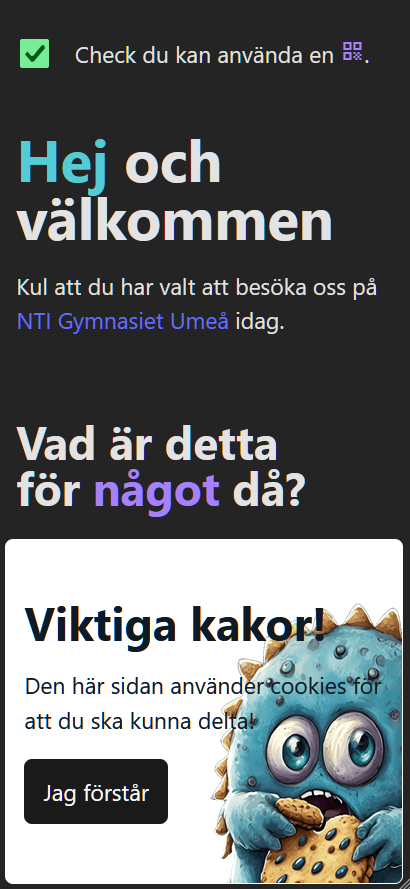 Check du kan använda en .
Hej och
välkommen
Kul att du har valt att besöka oss på
NTI Gymnasiet Umeå idag.
Vad är detta
för något då?
Viktiga kakor!
Den här sidan använder cookies för
att du ska kunna delta!
Jag förstår